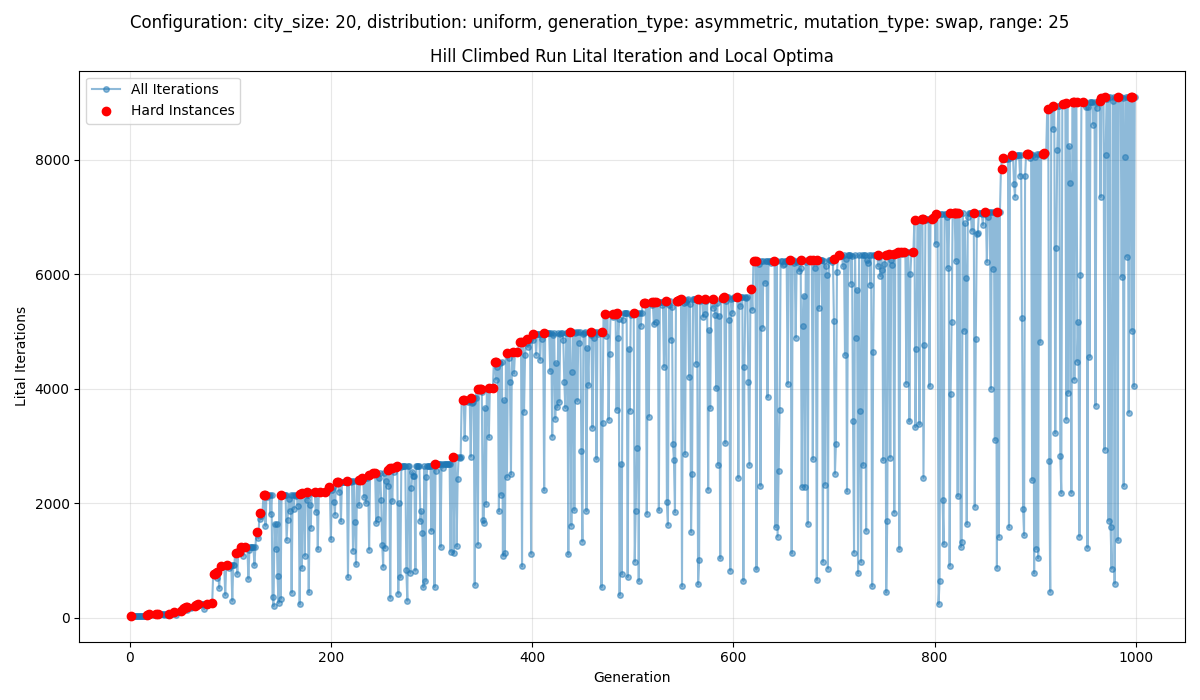 Configuration: city_size: 20, distribution: uniform, generation_type: asymmetric, mutation_type: swap, range: 25
Hill Climbed Run Lital Iteration and Local Optima
All Iterations
Hard Instances
Lital Iterations
8000
6000
4000
2000
0
0 200 400 600 800 1000
Generation